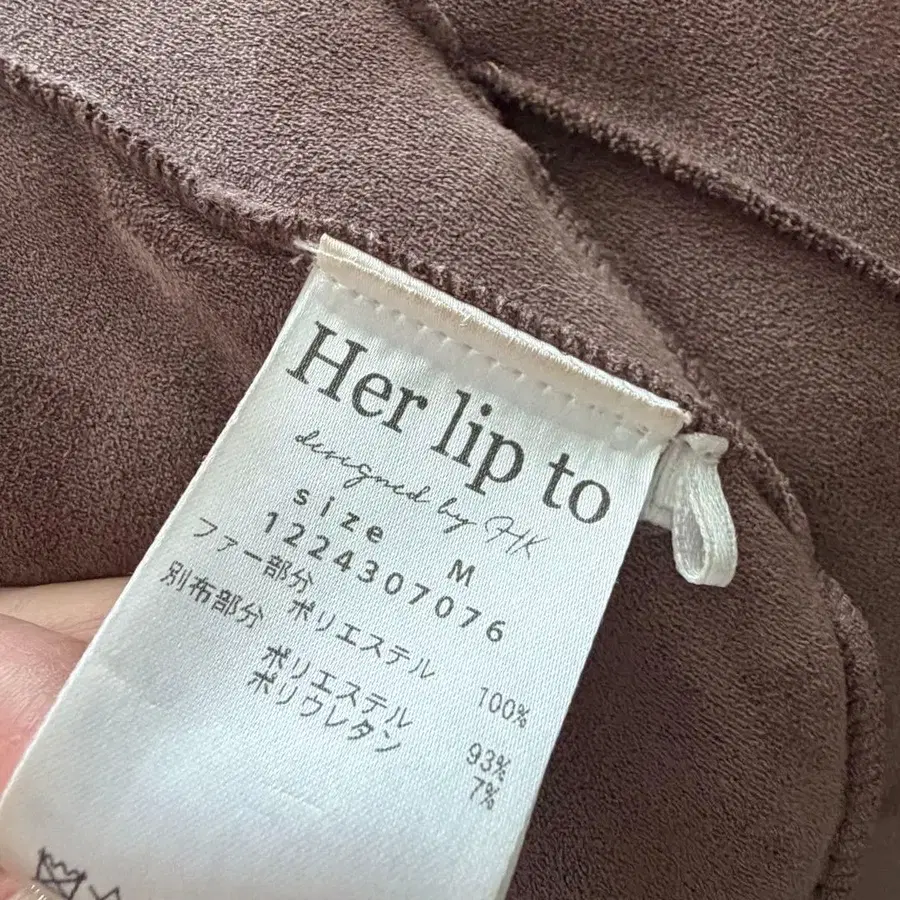 Her lip to
designed by HK
size M
1224307076
ファー部分
ポリエステル 100%
別布部分
ポリエステル 93%
ポリウレタン 7%